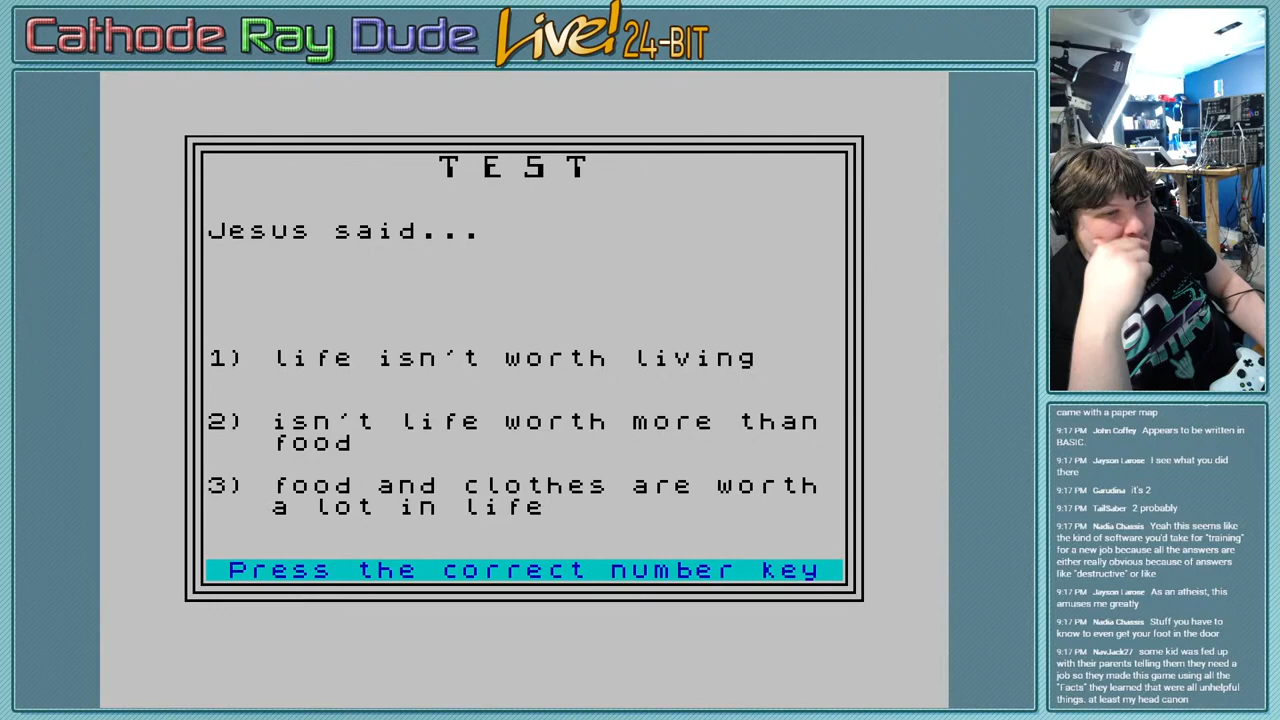 Cathode Ray Dude Live! 24-BIT
T E S T
Jesus said...
1) life isn't worth living
2) isn't life worth more than
food
3) food and clothes are worth
a lot in life
Press the correct number key
came with a paper map
9:17 PM John Coffey Appears to be written in
BASIC.
9:17 PM Jayson Larose I see what you did
there
9:17 PM Garudina it's 2
9:17 PM TailSaber 2 probably
9:17 PM Nadia Chassis Yeah this seems like
the kind of software you'd take for "training"
for a new job because all the answers are
either really obvious because of answers
like "destructive" or like
9:17 PM Jayson Larose As an atheist, this
amuses me greatly
9:17 PM Nadia Chassis Stuff you have to
know to even get your foot in the door
9:17 PM NavJack27 some kid was fed up
with their parents telling them they need a
job so they made this game using all the
"facts" they learned that were all unhelpful
things. at least my head canon